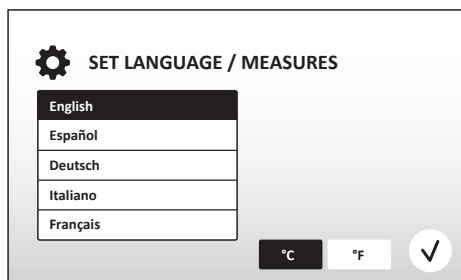 SET LANGUAGE / MEASURES
English
Español
Deutsch
Italiano
Français
°C °F